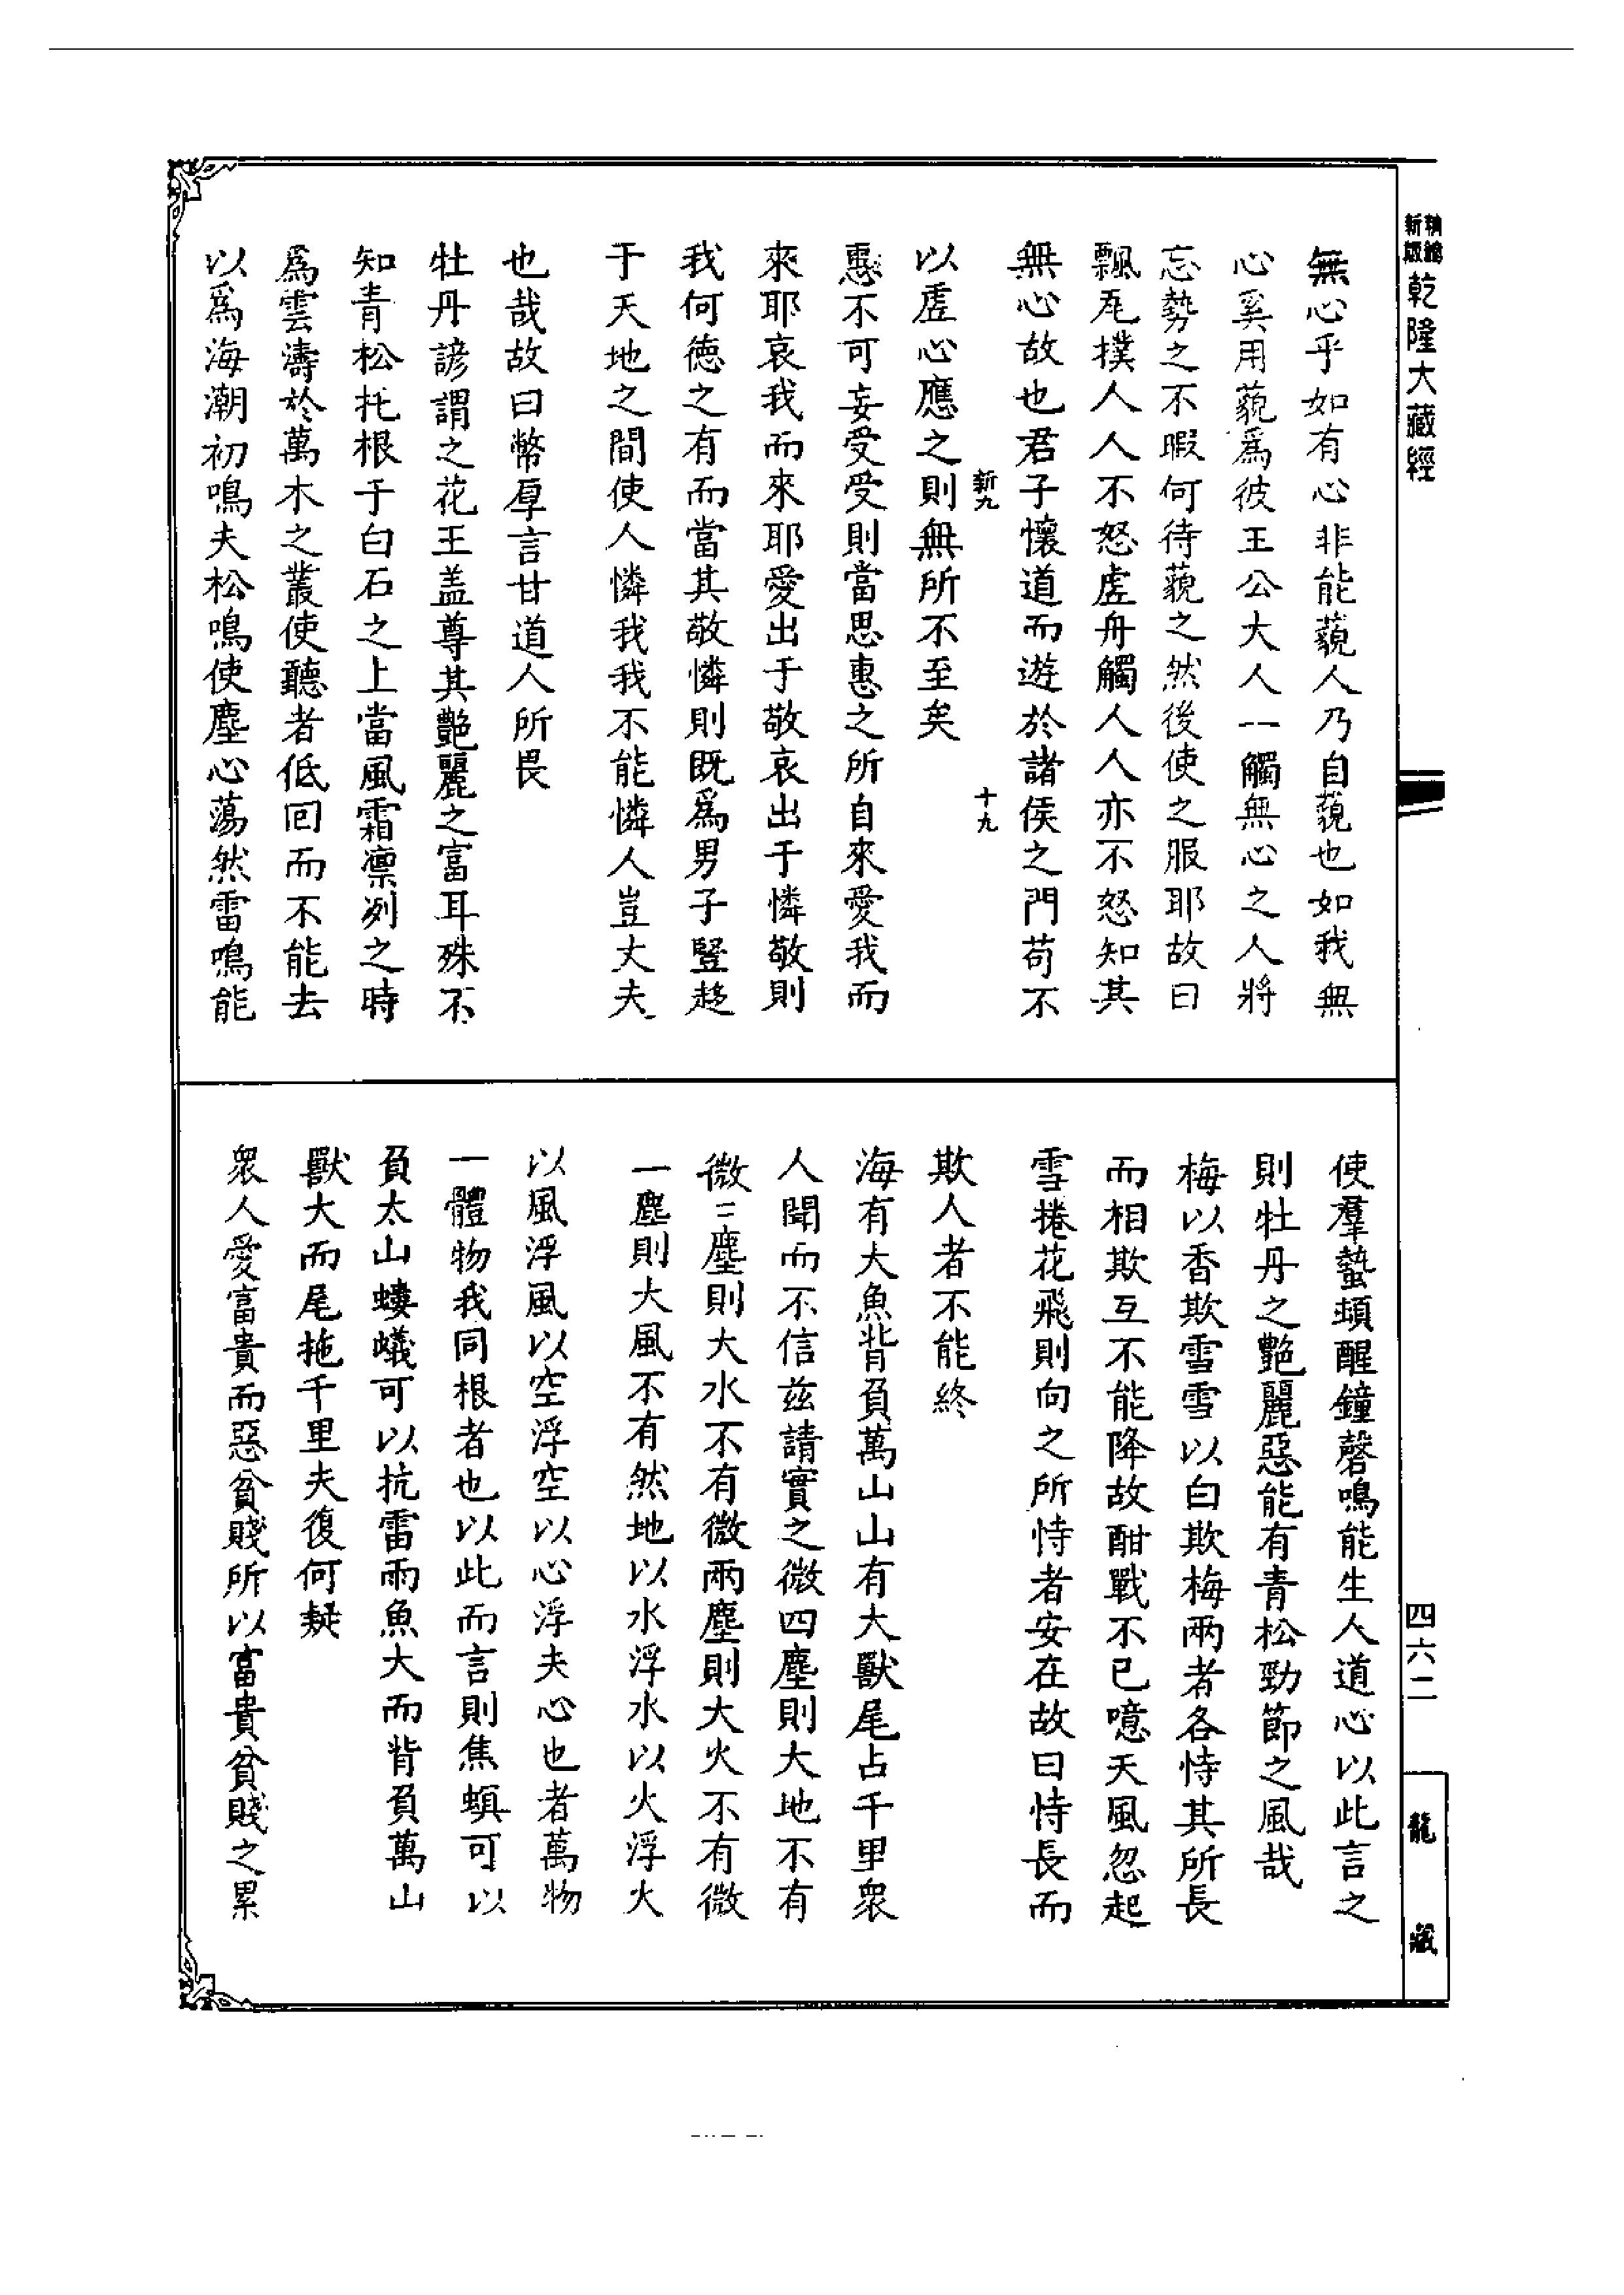 新編
新版
乾隆大藏經
無心乎如有心非能藐人乃自藐也如我無
心奚用藐爲彼王公大人一觸無心之人將
忘勢之不暇何待藐之然後使之服耶故曰
飄瓦撲人人不怒虗舟觸人人亦不怒知其
無心故也君子懷道而遊於諸侯之門苟不
新九
十九
以虗心應之則無所不至矣
惠不可妄受受則當思惠之所自來愛我而
來耶哀我而來耶愛出于敬哀出于憐敬則
我何德之有而當其敬憐則既爲男子豎趍
于天地之間使人憐我我不能憐人豈丈夫
也哉故曰幣厚言甘道人所畏
牡丹諺謂之花王盖尊其艷麗之富耳殊不
知青松托根于白石之上當風霜凛冽之時
爲雲濤於萬木之叢使聽者低回而不能去
以爲海潮初鳴夫松鳴使塵心蕩然雷鳴能
使羣蟄頓醒鐘磬鳴能生人道心以此言之
則牡丹之艷麗惡能有青松勁節之風哉
梅以香欺雪雪以白欺梅兩者各恃其所長
而相欺互不能降故酣戰不已噫天風忽起
雪捲花飛則向之所恃者安在故曰恃長而
欺人者不能終
海有大魚背負萬山山有大獸尾占千里衆
人聞而不信兹請實之微四塵則大地不有
微三塵則大水不有微兩塵則大火不有微
一塵則大風不有然地以水浮水以火浮火
以風浮風以空浮空以心浮夫心也者萬物
一體物我同根者也以此而言則焦螟可以
負太山螻蟻可以抗雷雨魚大而背負萬山
獸大而尾拖千里夫復何疑
衆人愛富貴而惡貧賤所以富貴貧賤之累
四六二
龍藏